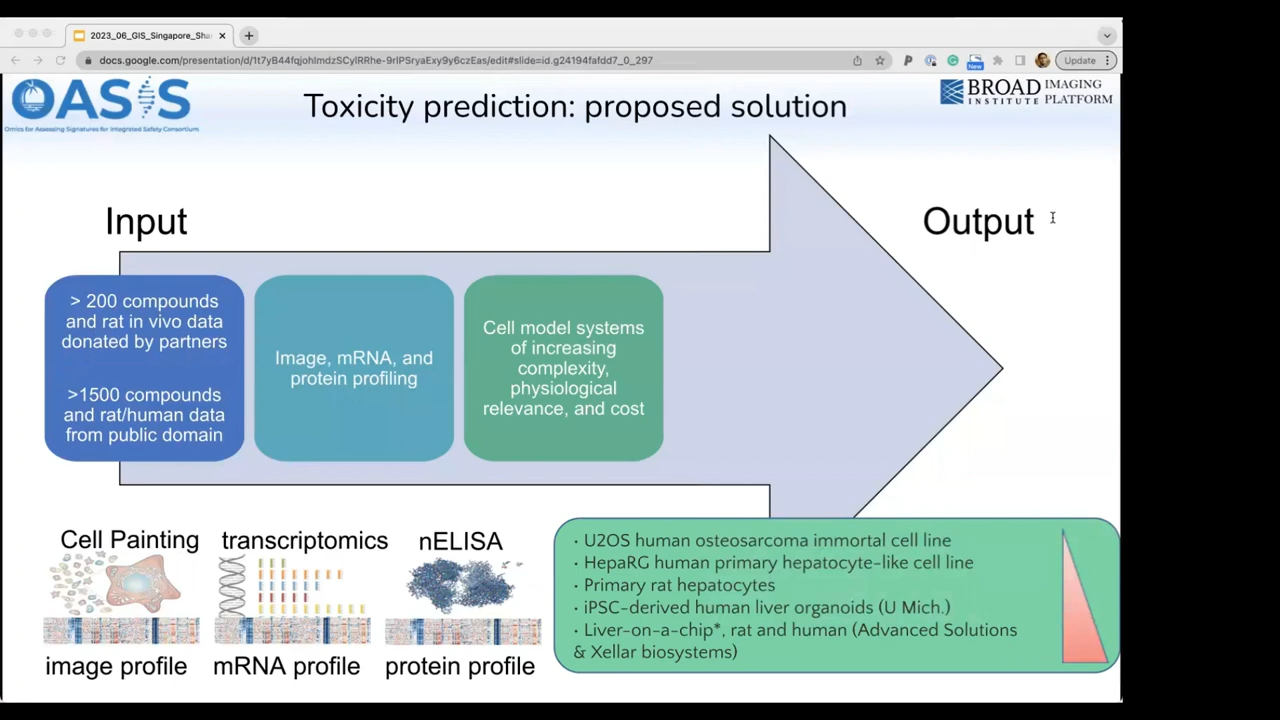 2023_06_GIS_Singapore_Sha
docs.google.com/presentation/d/1t7yB44fqjohImdzSCylRRhe-9rIPSryaExy9y6czEas/edit#slide=id.g24194fafdd7_0_297
New
Update
OASIS
Omics for Assessing Signatures for Integrated Safety Consortium
Toxicity prediction: proposed solution
BROAD IMAGING
INSTITUTE PLATFORM
Input
Output
> 200 compounds
and rat in vivo data
donated by partners
>1500 compounds
and rat/human data
from public domain
Image, mRNA, and
protein profiling
Cell model systems
of increasing
complexity,
physiological
relevance, and cost
Cell Painting
transcriptomics
nELISA
image profile
mRNA profile
protein profile
· U2OS human osteosarcoma immortal cell line
· HepaRG human primary hepatocyte-like cell line
· Primary rat hepatocytes
· iPSC-derived human liver organoids (U Mich.)
· Liver-on-a-chip*, rat and human (Advanced Solutions
& Xellar biosystems)